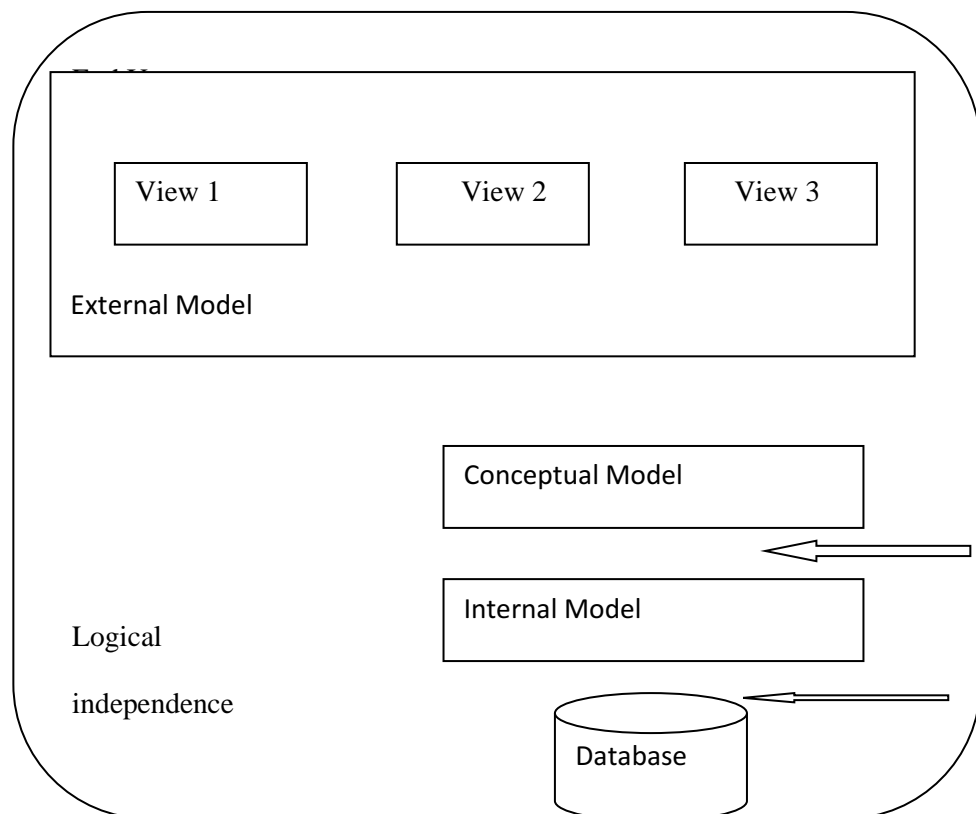 View 1
View 2
View 3
External Model
Conceptual Model
Internal Model
Logical
independence
Database